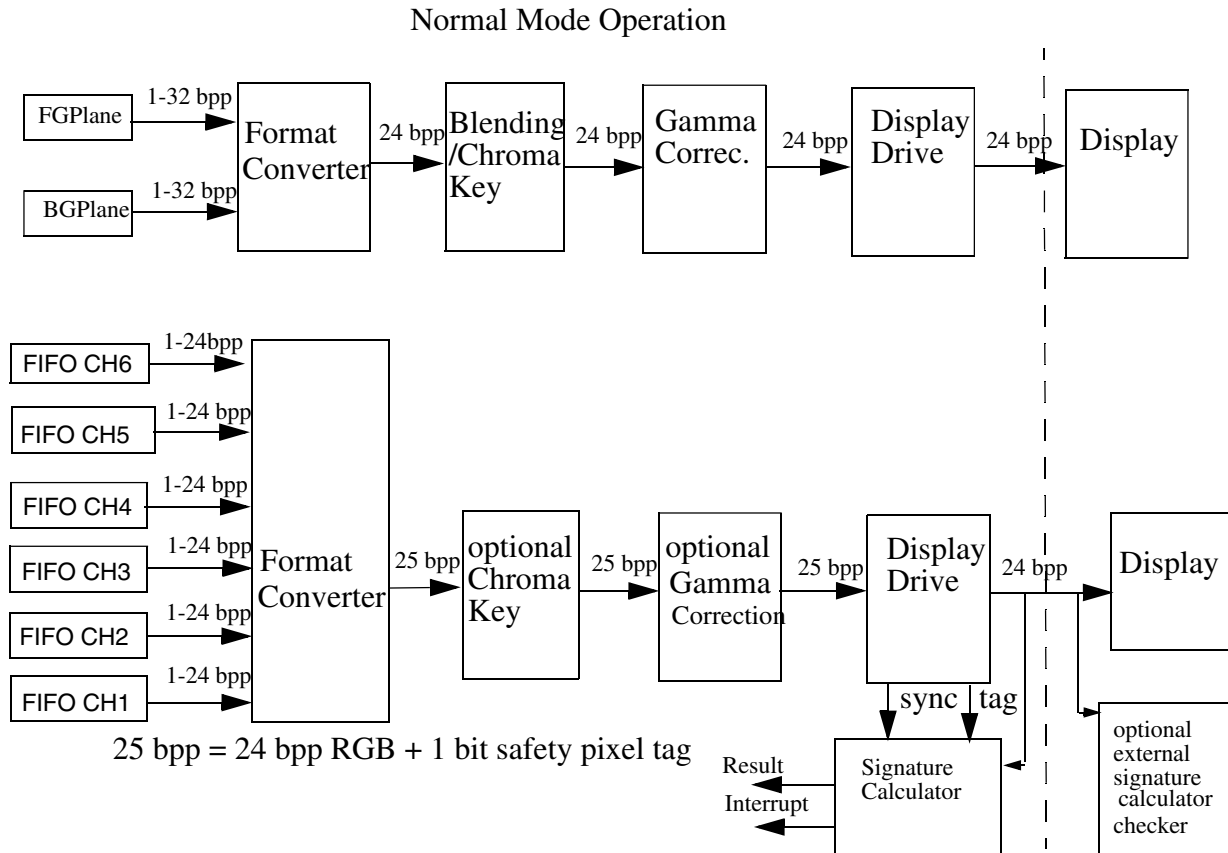 Normal Mode Operation
FGPlane
1-32 bpp
BGPlane
1-32 bpp
Format
Converter
24 bpp
Blending
/Chroma
Key
24 bpp
Gamma
Correc.
24 bpp
Display
Drive
24 bpp
Display
FIFO CH6
1-24bpp
FIFO CH5
1-24 bpp
FIFO CH4
1-24 bpp
FIFO CH3
1-24 bpp
FIFO CH2
1-24 bpp
FIFO CH1
1-24 bpp
Format
Converter
25 bpp
optional
Chroma
Key
25 bpp
optional
Gamma
Correction
25 bpp
Display
Drive
24 bpp
Display
sync
tag
25 bpp = 24 bpp RGB + 1 bit safety pixel tag
Result
Interrupt
Signature
Calculator
optional
external
signature
calculator
checker